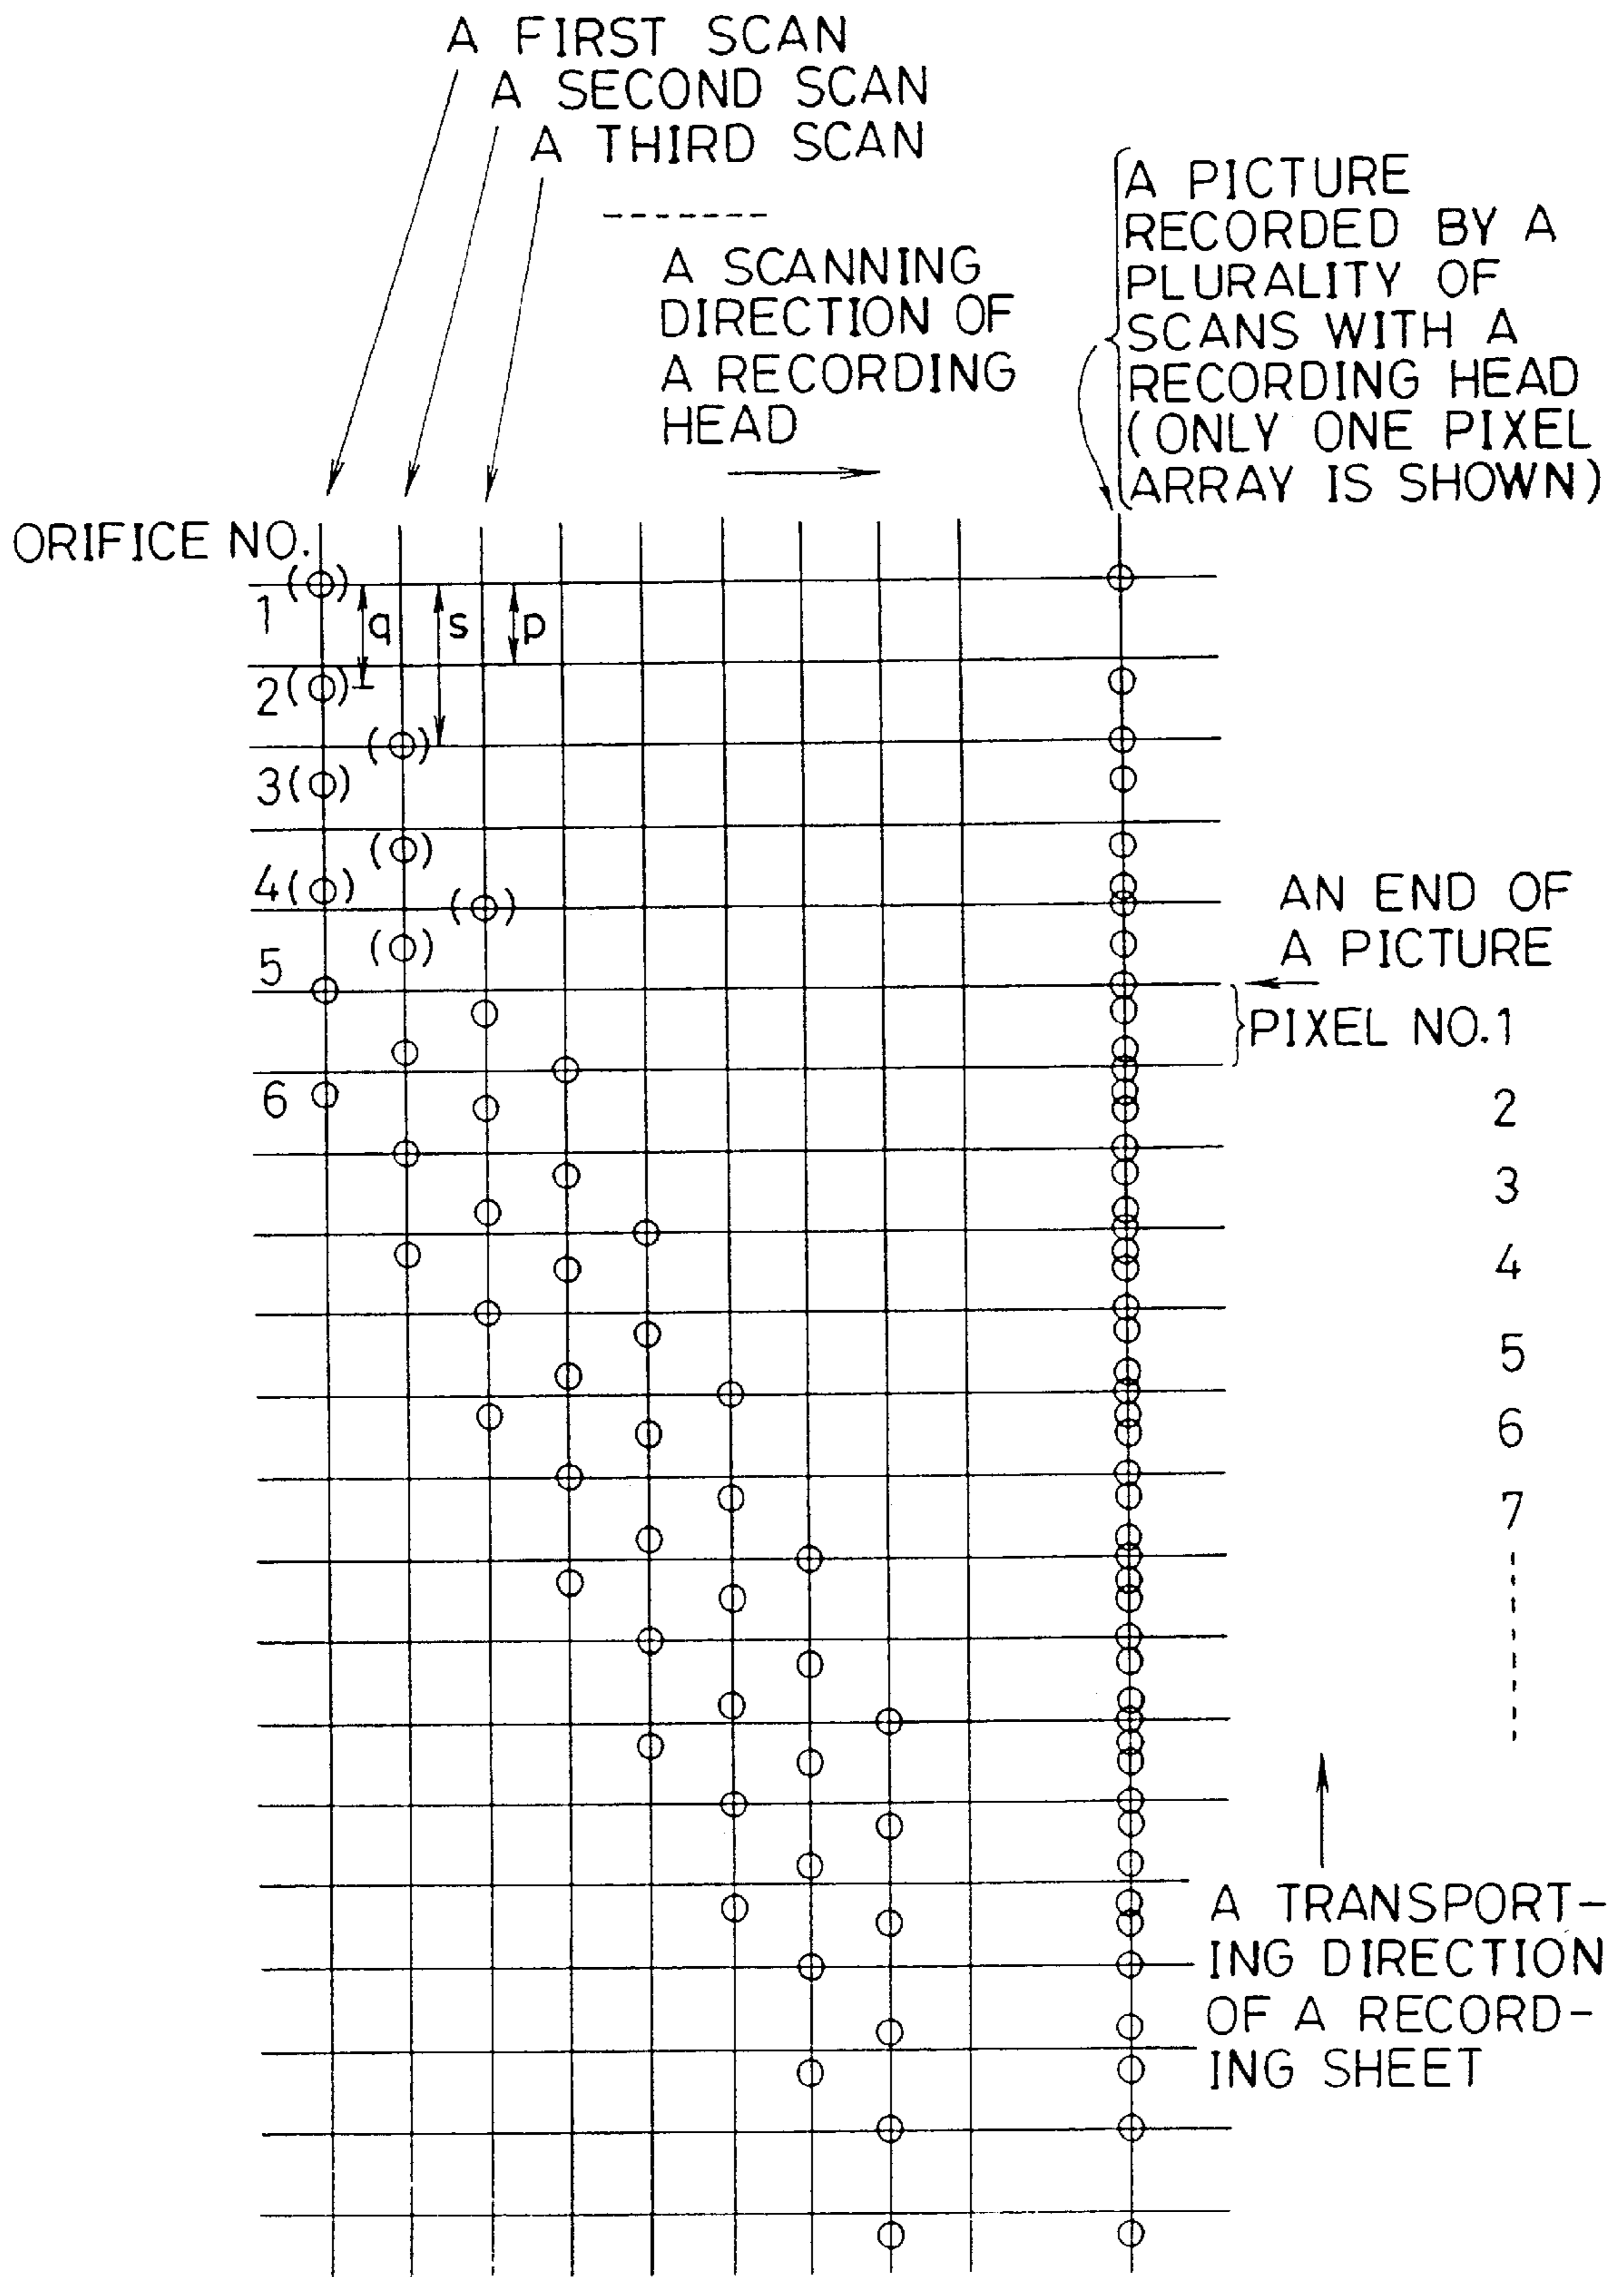 A FIRST SCAN
A SECOND SCAN
A THIRD SCAN
-------
A SCANNING
DIRECTION OF
A RECORDING
HEAD
A PICTURE
RECORDED BY A
PLURALITY OF
SCANS WITH A
RECORDING HEAD
(ONLY ONE PIXEL
ARRAY IS SHOWN)
ORIFICE NO.
1
q
s
p
2
3
4
5
6
AN END OF
A PICTURE
PIXEL NO.1
2
3
4
5
6
7
A TRANSPORT-
ING DIRECTION
OF A RECORD-
ING SHEET